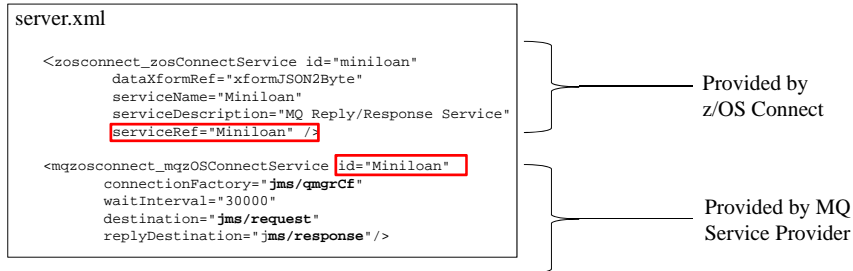 server.xml
<zosconnect_zosConnectService id="miniloan"
dataXformRef="xformJSON2Byte"
serviceName="Miniloan"
serviceDescription="MQ Reply/Response Service"
serviceRef="Miniloan" />
<mqzosconnect_mqzOSConnectService id="Miniloan"
connectionFactory="jms/qmgrCf"
waitInterval="30000"
destination="jms/request"
replyDestination="jms/response"/>
Provided by
z/OS Connect
Provided by MQ
Service Provider